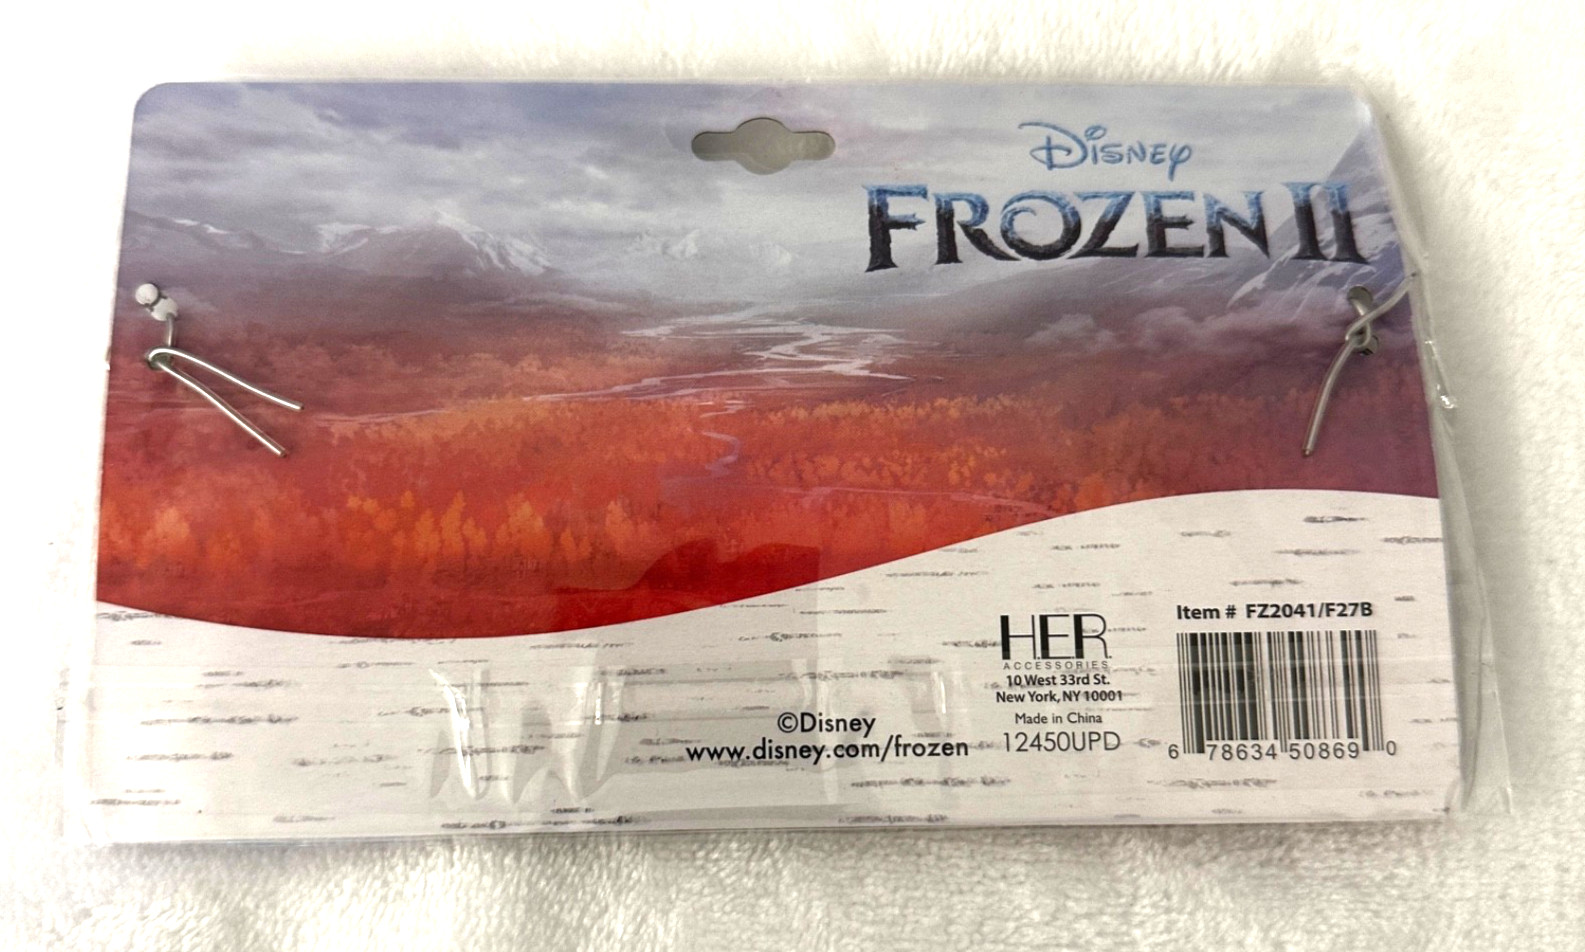 Disney
FROZEN II
Item # FZ2041/F27B
H.E.R.
ACCESSORIES
10 West 33rd St.
New York, NY 10001
Made in China
12450UPD
©Disney
www.disney.com/frozen
6 78634 50869 0